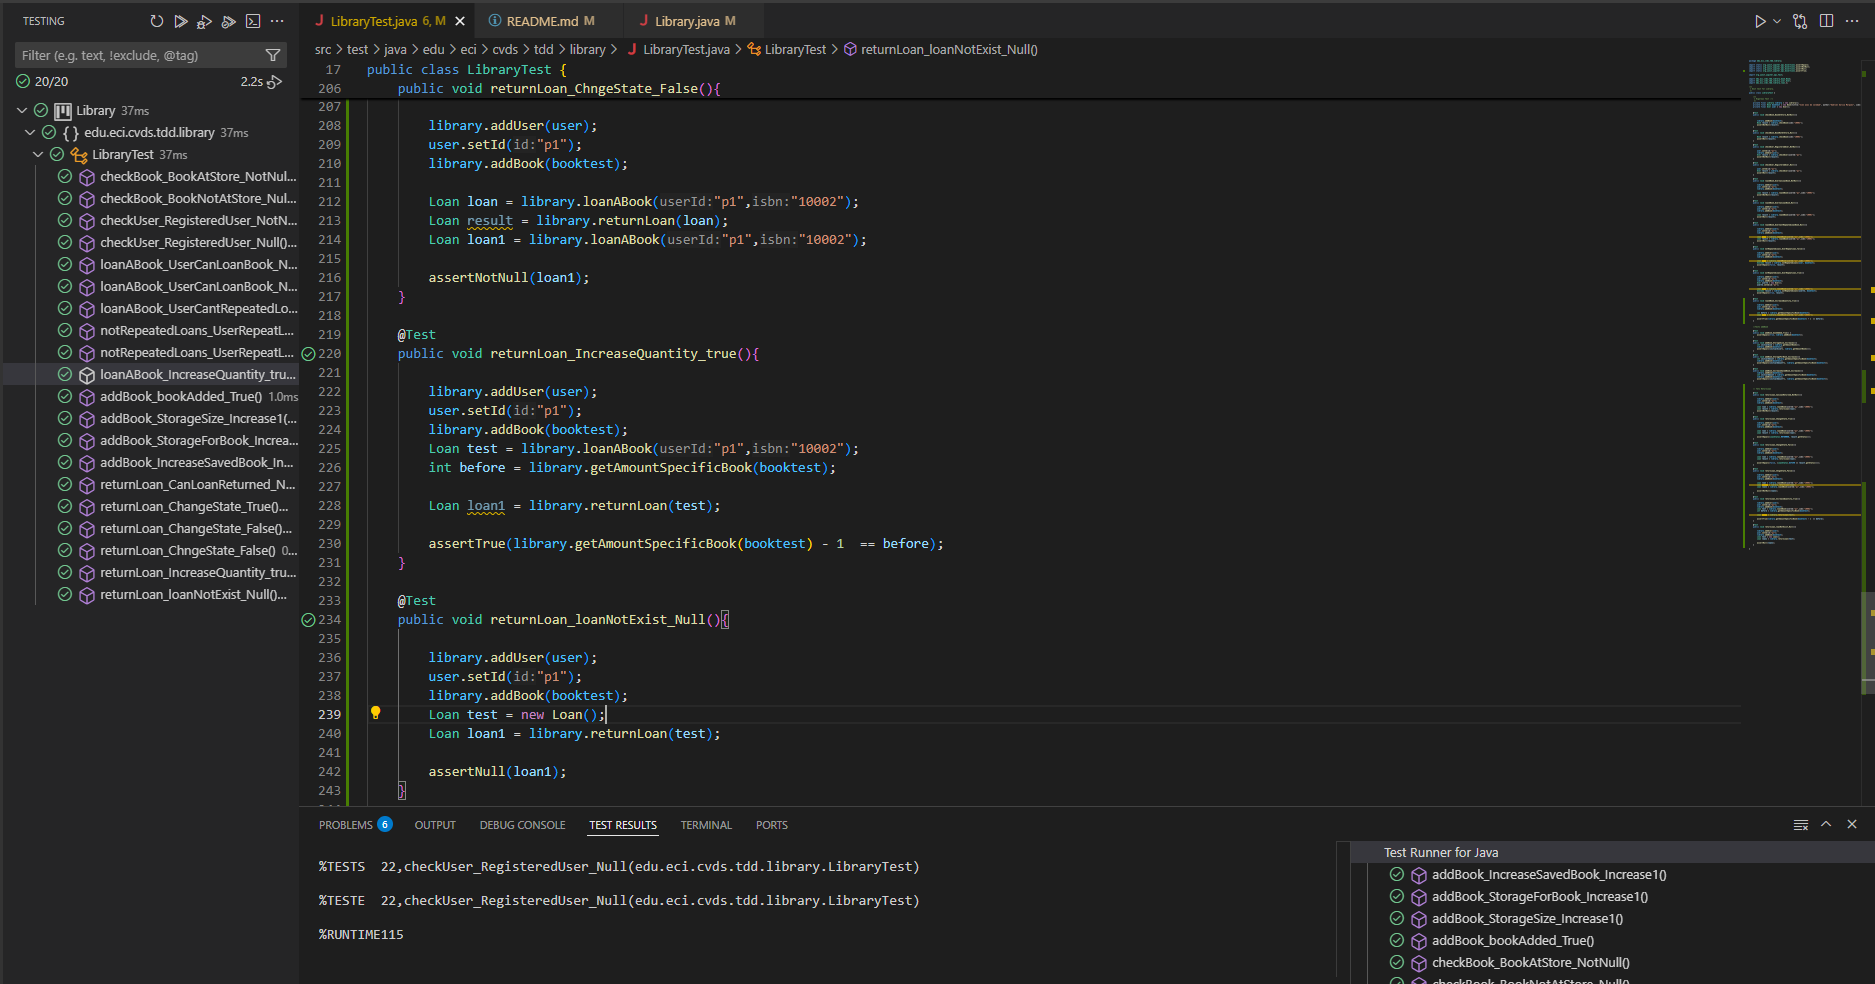 TESTING
Filter (e.g. text, !exclude, @tag)
20/20
2.2s
Library 37ms
{ } edu.eci.cvds.tdd.library 37ms
LibraryTest 37ms
checkBook_BookAtStore_NotNul...
checkBook_BookNotAtStore_Nul...
checkUser_RegisteredUser_NotN...
checkUser_RegisteredUser_Null()...
loanABook_UserCanLoanBook_N...
loanABook_UserCanLoanBook_N...
loanABook_UserCantRepeatedLo...
notRepeatedLoans_UserRepeatL...
notRepeatedLoans_UserRepeatL...
loanABook_IncreaseQuantity_tru...
addBook_bookAdded_True() 1.0ms
addBook_StorageSize_Increase1(...
addBook_StorageForBook_Increa...
addBook_IncreaseSavedBook_In...
returnLoan_CanLoanReturned_N...
returnLoan_ChangeState_True()...
returnLoan_ChangeState_False()...
returnLoan_ChngeState_False() 0...
returnLoan_IncreaseQuantity_tru...
returnLoan_loanNotExist_Null()...
LibraryTest.java 6, M
README.md M
Library.java M
src > test > java > edu > eci > cvds > tdd > library > LibraryTest.java > LibraryTest > returnLoan_loanNotExist_Null()
17 public class LibraryTest {
206 public void returnLoan_ChngeState_False(){
207
208 library.addUser(user);
209 user.setId(id:"p1");
210 library.addBook(booktest);
211
212 Loan loan = library.loanABook(userId:"p1",isbn:"10002");
213 Loan result = library.returnLoan(loan);
214 Loan loan1 = library.loanABook(userId:"p1",isbn:"10002");
215
216 assertNotNull(loan1);
217 }
218
219 @Test
220 public void returnLoan_IncreaseQuantity_true(){
221
222 library.addUser(user);
223 user.setId(id:"p1");
224 library.addBook(booktest);
225 Loan test = library.loanABook(userId:"p1",isbn:"10002");
226 int before = library.getAmountSpecificBook(booktest);
227
228 Loan loan1 = library.returnLoan(test);
229
230 assertTrue(library.getAmountSpecificBook(booktest) - 1  == before);
231 }
232
233 @Test
234 public void returnLoan_loanNotExist_Null(){
235
236 library.addUser(user);
237 user.setId(id:"p1");
238 library.addBook(booktest);
239 Loan test = new Loan();
240 Loan loan1 = library.returnLoan(test);
241
242 assertNull(loan1);
243 }
PROBLEMS 6 OUTPUT DEBUG CONSOLE TEST RESULTS TERMINAL PORTS
%TESTS  22,checkUser_RegisteredUser_Null(edu.eci.cvds.tdd.library.LibraryTest)
%TESTE  22,checkUser_RegisteredUser_Null(edu.eci.cvds.tdd.library.LibraryTest)
%RUNTIME115
Test Runner for Java
addBook_IncreaseSavedBook_Increase1()
addBook_StorageForBook_Increase1()
addBook_StorageSize_Increase1()
addBook_bookAdded_True()
checkBook_BookAtStore_NotNull()
checkBook_BookNotAtStore_Null()